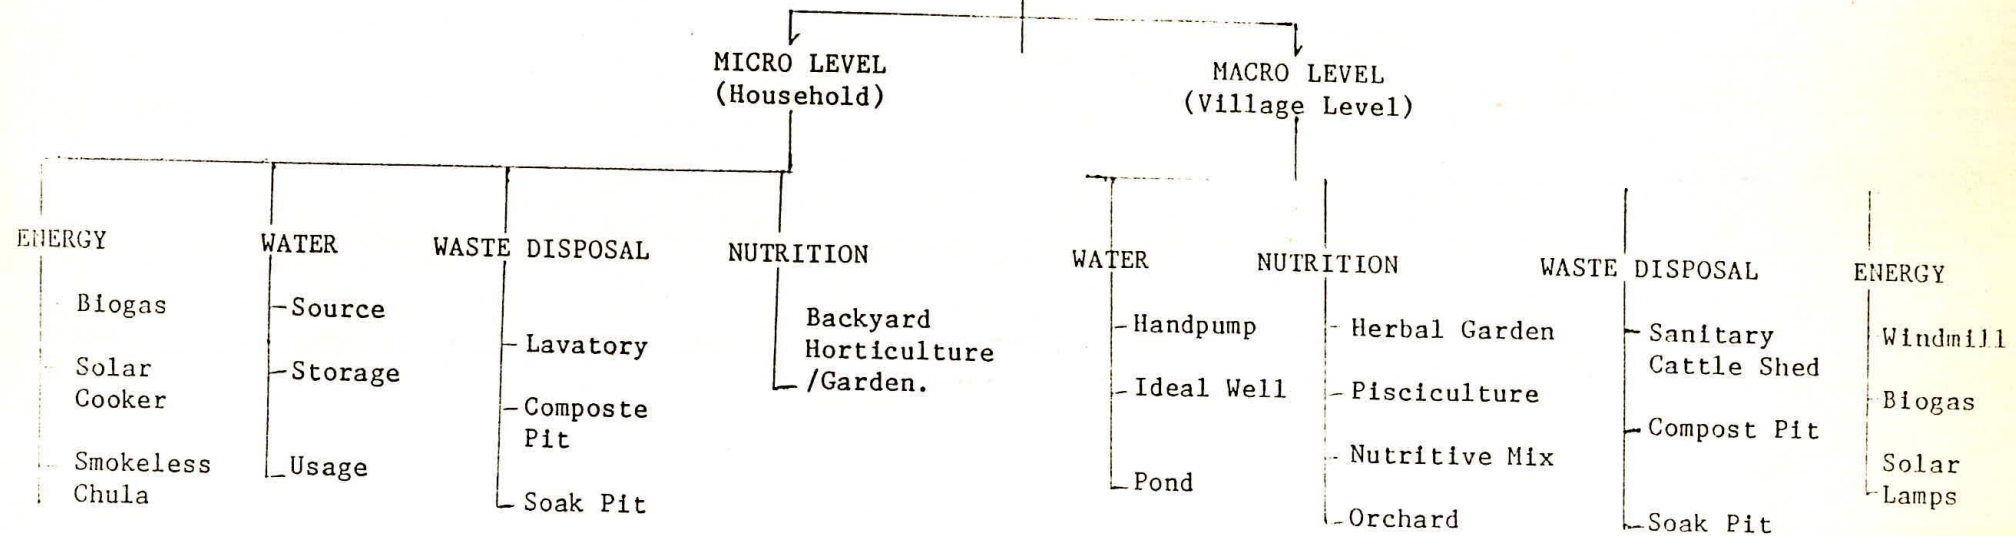 MICRO LEVEL
(Household)
MACRO LEVEL
(Village Level)
ENERGY
Biogas
Solar
Cooker
Smokeless
Chula
WATER
Source
Storage
Usage
WASTE DISPOSAL
Lavatory
Composte
Pit
Soak Pit
NUTRITION
Backyard
Horticulture
/Garden.
WATER
Handpump
Ideal Well
Pond
NUTRITION
Herbal Garden
Pisciculture
Nutritive Mix
Orchard
WASTE DISPOSAL
Sanitary
Cattle Shed
Compost Pit
Soak Pit
ENERGY
Windmill
Biogas
Solar
Lamps